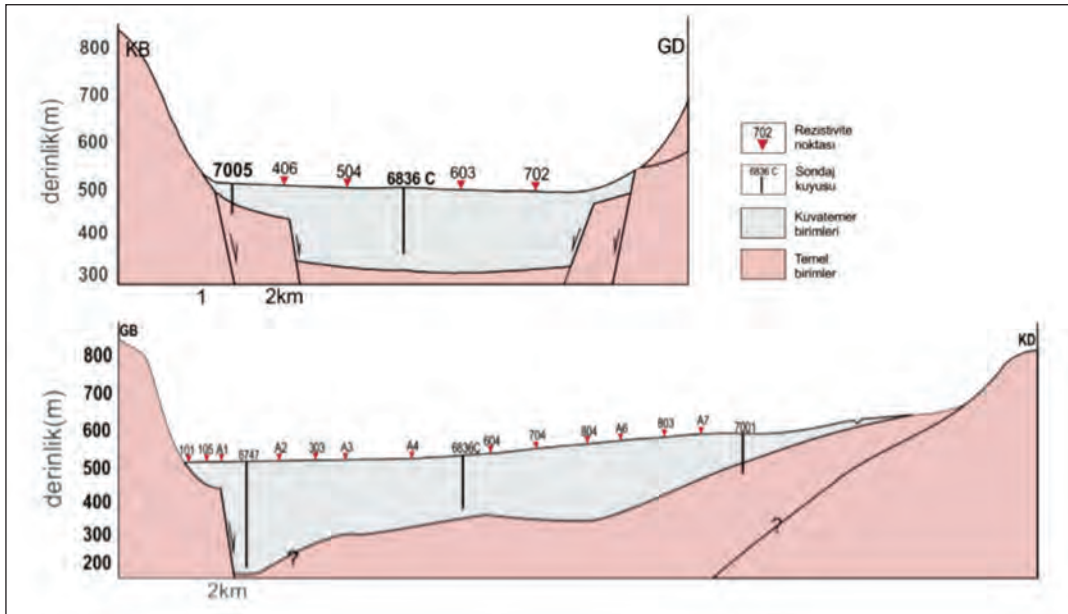 KB
GD
derinlik(m)
800
700
600
500
400
300
7005
406
504
6836 C
603
702
1
2km
702
Rezistivite
noktası
6836 C
Sondaj
kuyusu
Kuvaterner
birimleri
Temel
birimler
GB
KD
derinlik(m)
800
700
600
500
400
300
200
101
105
A1
6747
A2
303
A3
A4
6836C
604
704
804
A6
803
A7
7001
?
?
2km